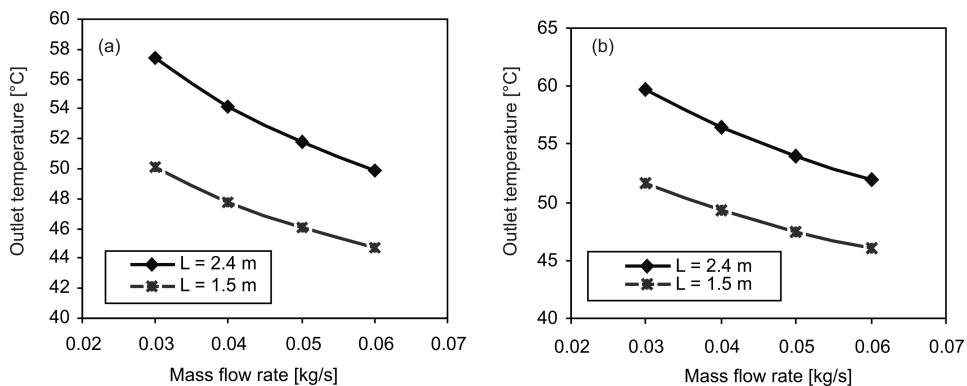 (a)
Outlet temperature [°C]
60
58
56
54
52
50
48
46
44
42
40
L = 2.4 m
L = 1.5 m
0.02 0.03 0.04 0.05 0.06 0.07
Mass flow rate [kg/s]
(b)
Outlet temperature [°C]
65
60
55
50
45
40
L = 2.4 m
L = 1.5 m
0.02 0.03 0.04 0.05 0.06 0.07
Mass flow rate [kg/s]